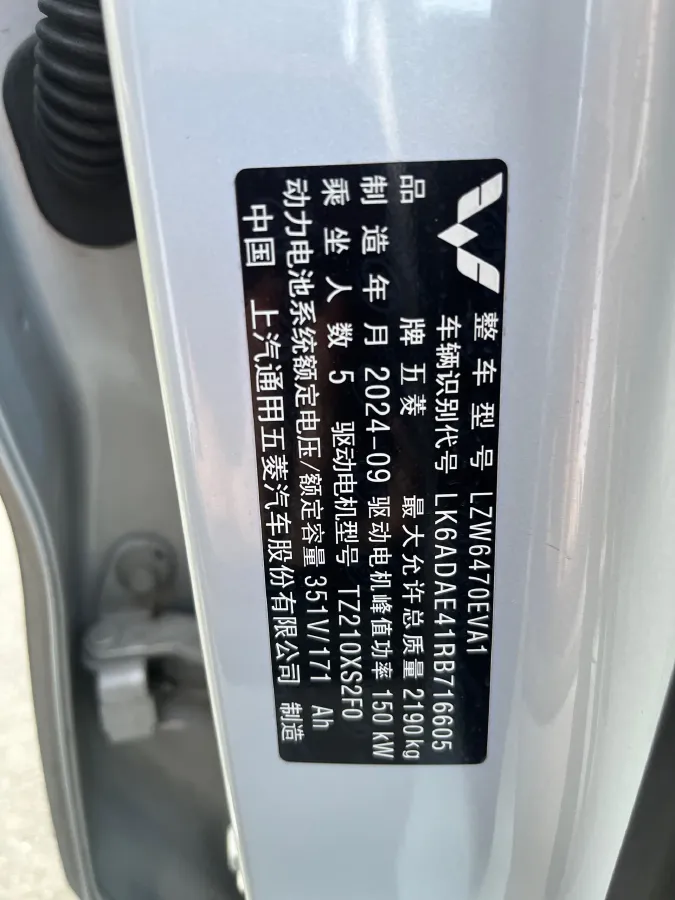 整车型号 LZW6470EVA1
车辆识别代号 LK6ADAE41RB716605
品牌 五菱 最大允许总质量 2190kg
制造年月 2024-09 驱动电机峰值功率 150kW
乘坐人数 5 驱动电机型号 TZ210XS2F0
动力电池系统额定电压/额定容量 351V/171 Ah
中国 上汽通用五菱汽车股份有限公司 制造